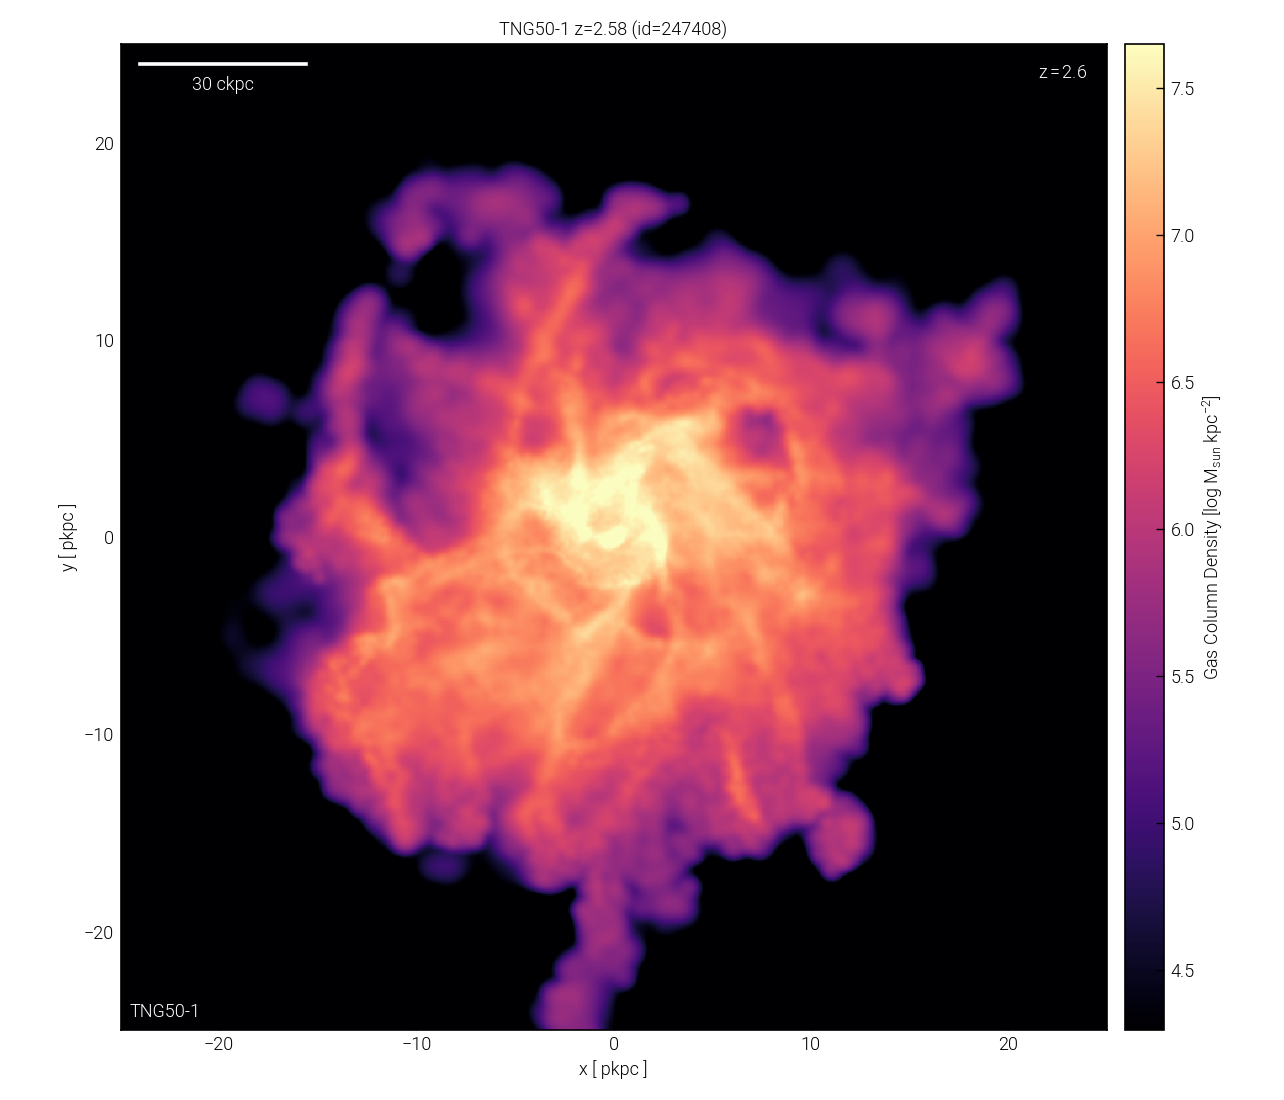 TNG50-1 z=2.58 (id=247408)
30 ckpc
z=2.6
TNG50-1
20
10
0
−10
−20
y [ pkpc ]
−20
−10
0
10
20
x [ pkpc ]
7.5
7.0
6.5
6.0
5.5
5.0
4.5
Gas Column Density [log M_sun kpc^−2]